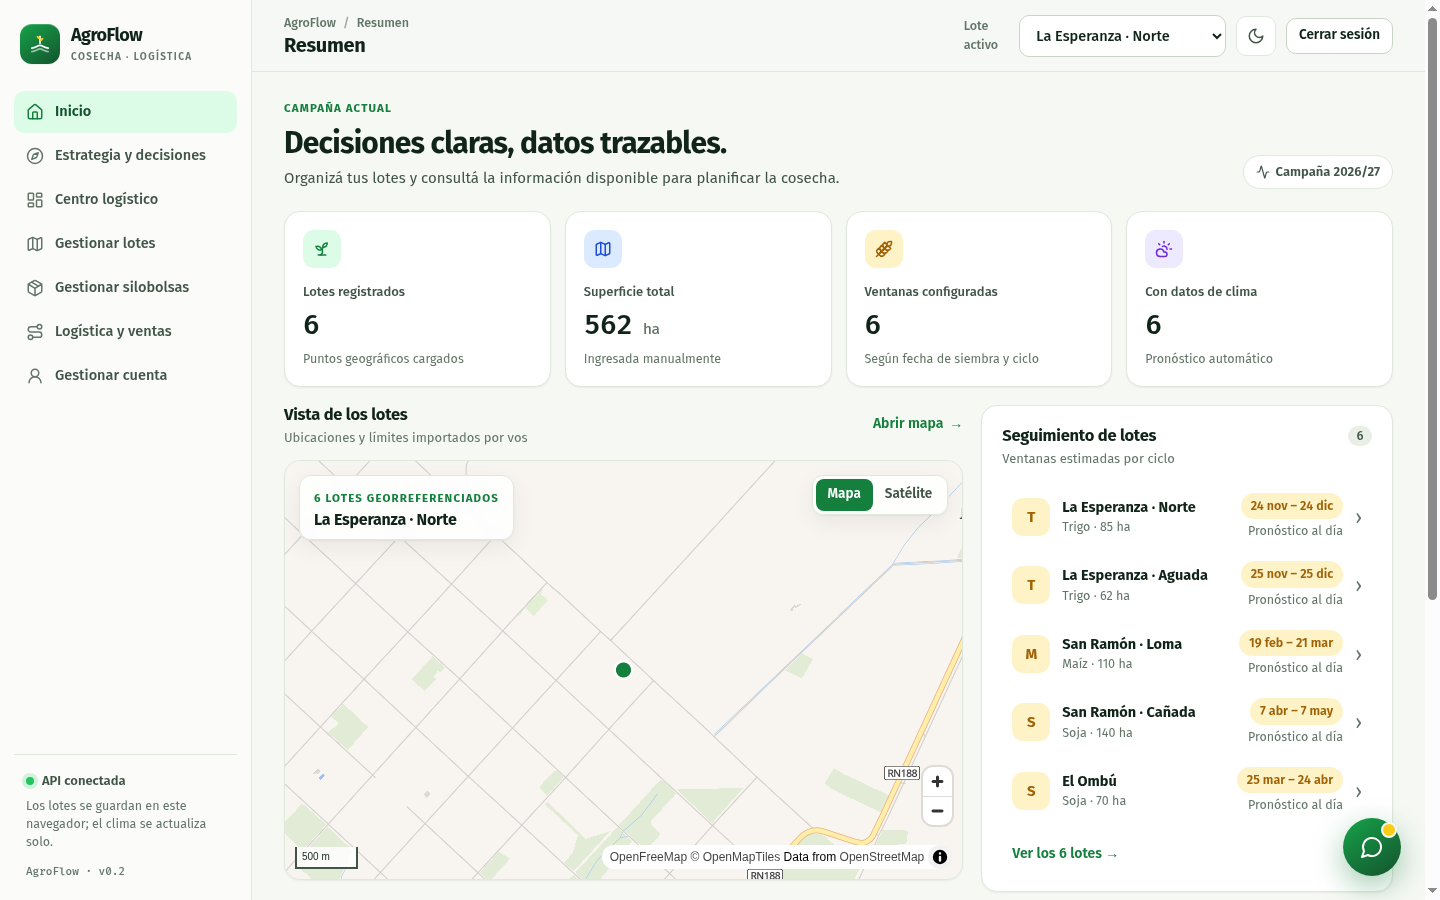 AgroFlow
COSECHA · LOGÍSTICA
Inicio
Estrategia y decisiones
Centro logístico
Gestionar lotes
Gestionar silobolsas
Logística y ventas
Gestionar cuenta
API conectada
Los lotes se guardan en este
navegador; el clima se actualiza
solo.
AgroFlow · v0.2
AgroFlow / Resumen
Resumen
Lote
activo
La Esperanza · Norte
Cerrar sesión
CAMPAÑA ACTUAL
Decisiones claras, datos trazables.
Organizá tus lotes y consultá la información disponible para planificar la cosecha.
Campaña 2026/27
Lotes registrados
6
Puntos geográficos cargados
Superficie total
562 ha
Ingresada manualmente
Ventanas configuradas
6
Según fecha de siembra y ciclo
Con datos de clima
6
Pronóstico automático
Vista de los lotes
Ubicaciones y límites importados por vos
Abrir mapa →
6 LOTES GEORREFERENCIADOS
La Esperanza · Norte
Mapa
Satélite
RN188
500 m
OpenFreeMap © OpenMapTiles Data from OpenStreetMap
RN188
Seguimiento de lotes
6
Ventanas estimadas por ciclo
T
La Esperanza · Norte
Trigo · 85 ha
24 nov – 24 dic
Pronóstico al día
T
La Esperanza · Aguada
Trigo · 62 ha
25 nov – 25 dic
Pronóstico al día
M
San Ramón · Loma
Maíz · 110 ha
19 feb – 21 mar
Pronóstico al día
S
San Ramón · Cañada
Soja · 140 ha
7 abr – 7 may
Pronóstico al día
S
El Ombú
Soja · 70 ha
25 mar – 24 abr
Pronóstico al día
Ver los 6 lotes →